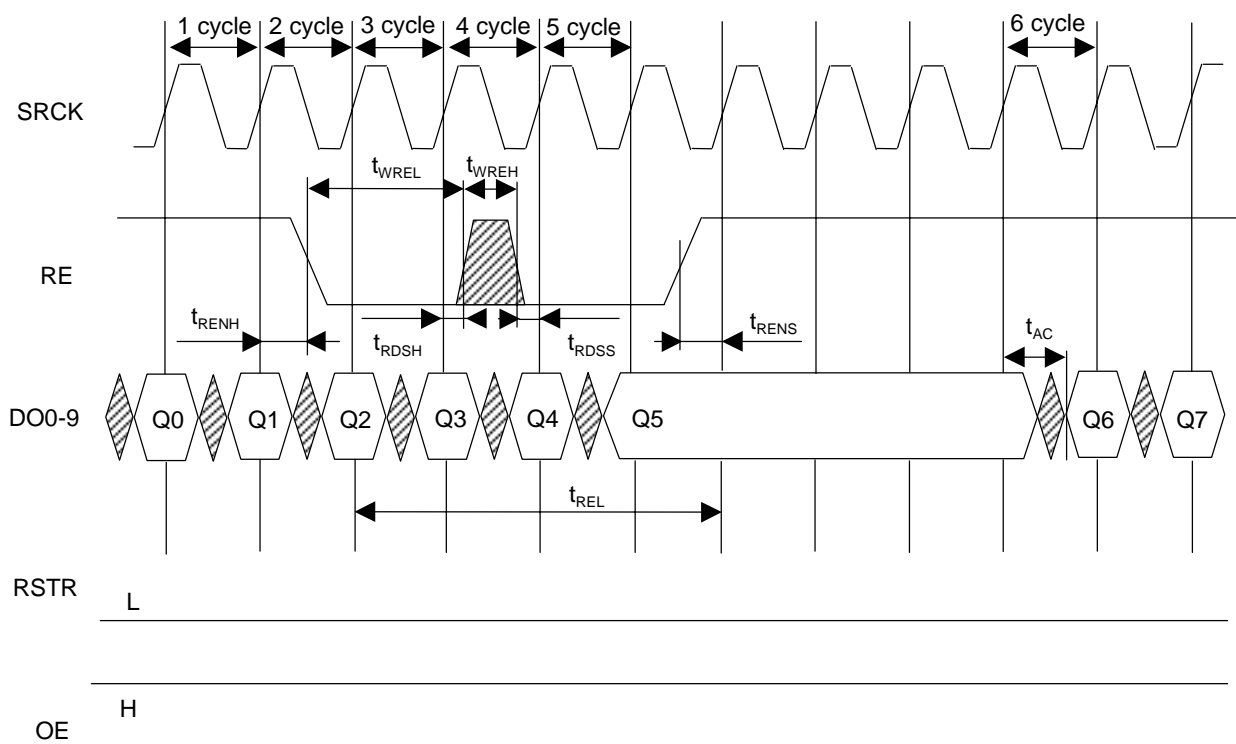 1 cycle 2 cycle 3 cycle 4 cycle 5 cycle 6 cycle
SRCK
tWREL tWREH
RE
tRENH tRDSH tRDSS tRENS tAC
DO0-9 Q0 Q1 Q2 Q3 Q4 Q5 Q6 Q7
tREL
RSTR L
OE H